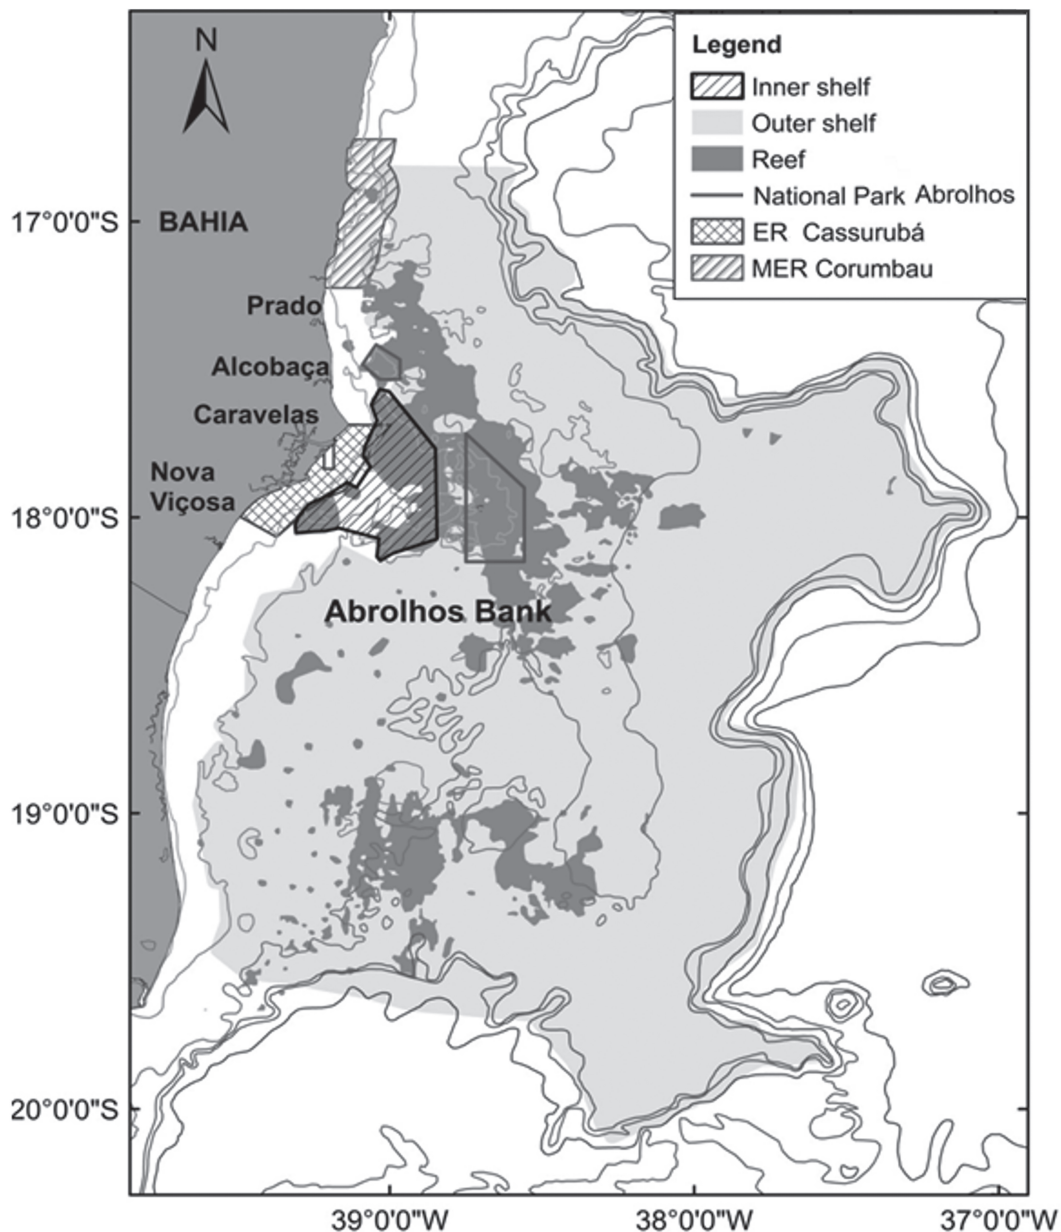 N
Legend
Inner shelf
Outer shelf
Reef
National Park Abrolhos
ER Cassurubá
MER Corumbau
17°0'0"S
BAHIA
Prado
Alcobaça
Caravelas
Nova
Viçosa
18°0'0"S
Abrolhos Bank
19°0'0"S
20°0'0"S
39°0'0"W
38°0'0"W
37°0'0"W